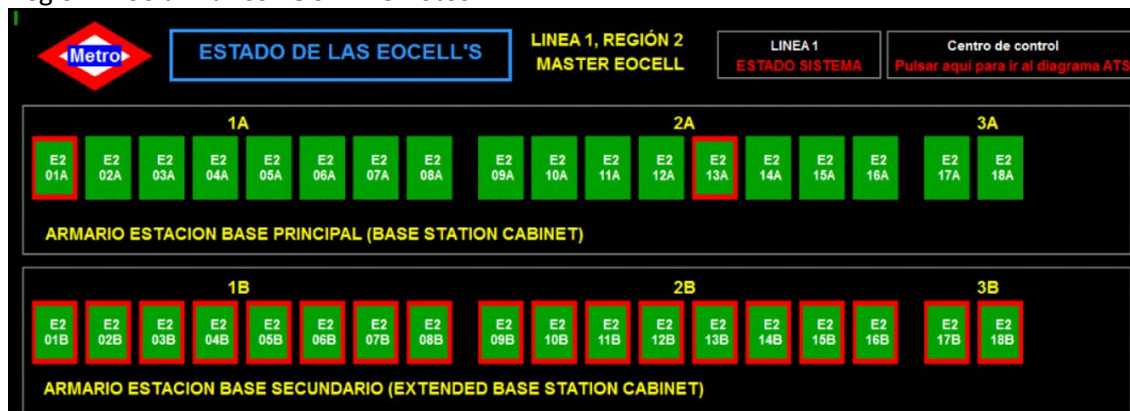 Metro
ESTADO DE LAS EOCELL'S
LINEA 1, REGIÓN 2
MASTER EOCELL
LINEA 1
ESTADO SISTEMA
Centro de control
Pulsar aqui para ir al diagrama ATS
1A 2A 3A
E2 E2 E2 E2 E2 E2 E2 E2 E2 E2 E2 E2 E2 E2 E2 E2 E2 E2
01A 02A 03A 04A 05A 06A 07A 08A 09A 10A 11A 12A 13A 14A 15A 16A 17A 18A
ARMARIO ESTACION BASE PRINCIPAL (BASE STATION CABINET)
1B 2B 3B
E2 E2 E2 E2 E2 E2 E2 E2 E2 E2 E2 E2 E2 E2 E2 E2 E2 E2
01B 02B 03B 04B 05B 06B 07B 08B 09B 10B 11B 12B 13B 14B 15B 16B 17B 18B
ARMARIO ESTACION BASE SECUNDARIO (EXTENDED BASE STATION CABINET)